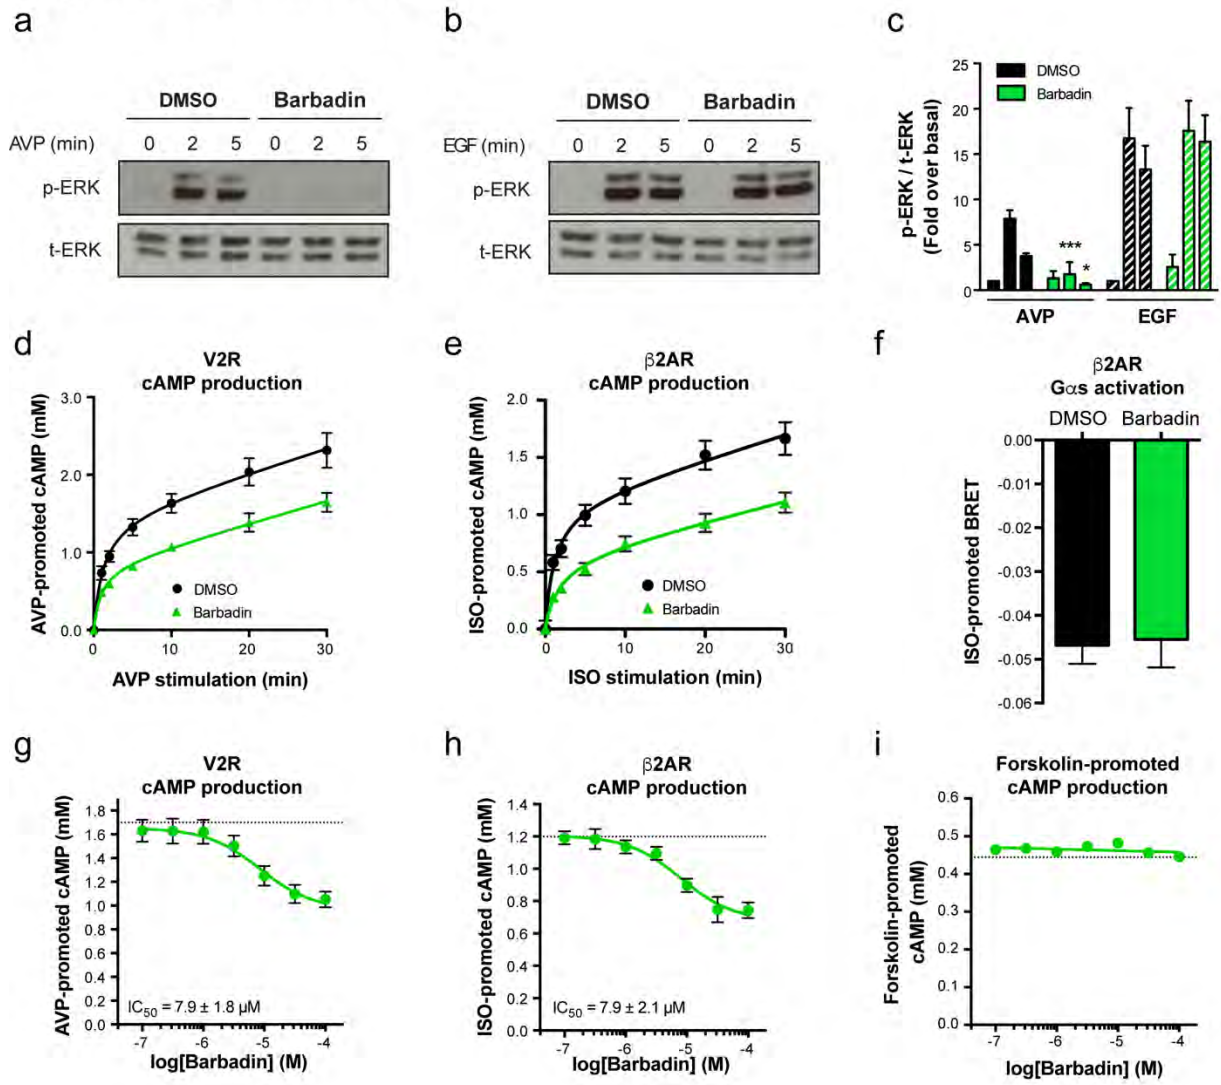 a
DMSO Barbadin
AVP (min) 0 2 5 0 2 5
p-ERK
t-ERK
b
DMSO Barbadin
EGF (min) 0 2 5 0 2 5
p-ERK
t-ERK
c
p-ERK / t-ERK
(Fold over basal)
25
20
15
10
5
0
DMSO
Barbadin
***
*
AVP EGF
d
V2R
cAMP production
AVP-promoted cAMP (mM)
3.0
2.0
1.0
0.0
DMSO
Barbadin
0 10 20 30
AVP stimulation (min)
e
β2AR
cAMP production
ISO-promoted cAMP (mM)
2.0
1.5
1.0
0.5
0.0
DMSO
Barbadin
0 10 20 30
ISO stimulation (min)
f
β2AR
Gαs activation
DMSO Barbadin
ISO-promoted BRET
0.00
-0.01
-0.02
-0.03
-0.04
-0.05
-0.06
g
V2R
cAMP production
AVP-promoted cAMP (mM)
1.8
1.6
1.4
1.2
1.0
0.8
0.6
0.4
0.2
0.0
IC50 = 7.9 ± 1.8 µM
-7 -6 -5 -4
log[Barbadin] (M)
h
β2AR
cAMP production
ISO-promoted cAMP (mM)
1.4
1.2
1.0
0.8
0.6
0.4
0.2
0.0
IC50 = 7.9 ± 2.1 µM
-7 -6 -5 -4
log[Barbadin] (M)
i
Forskolin-promoted
cAMP production
Forskolin-promoted
cAMP (mM)
0.6
0.5
0.4
0.3
0.2
0.1
0.0
-7 -6 -5 -4
log[Barbadin] (M)